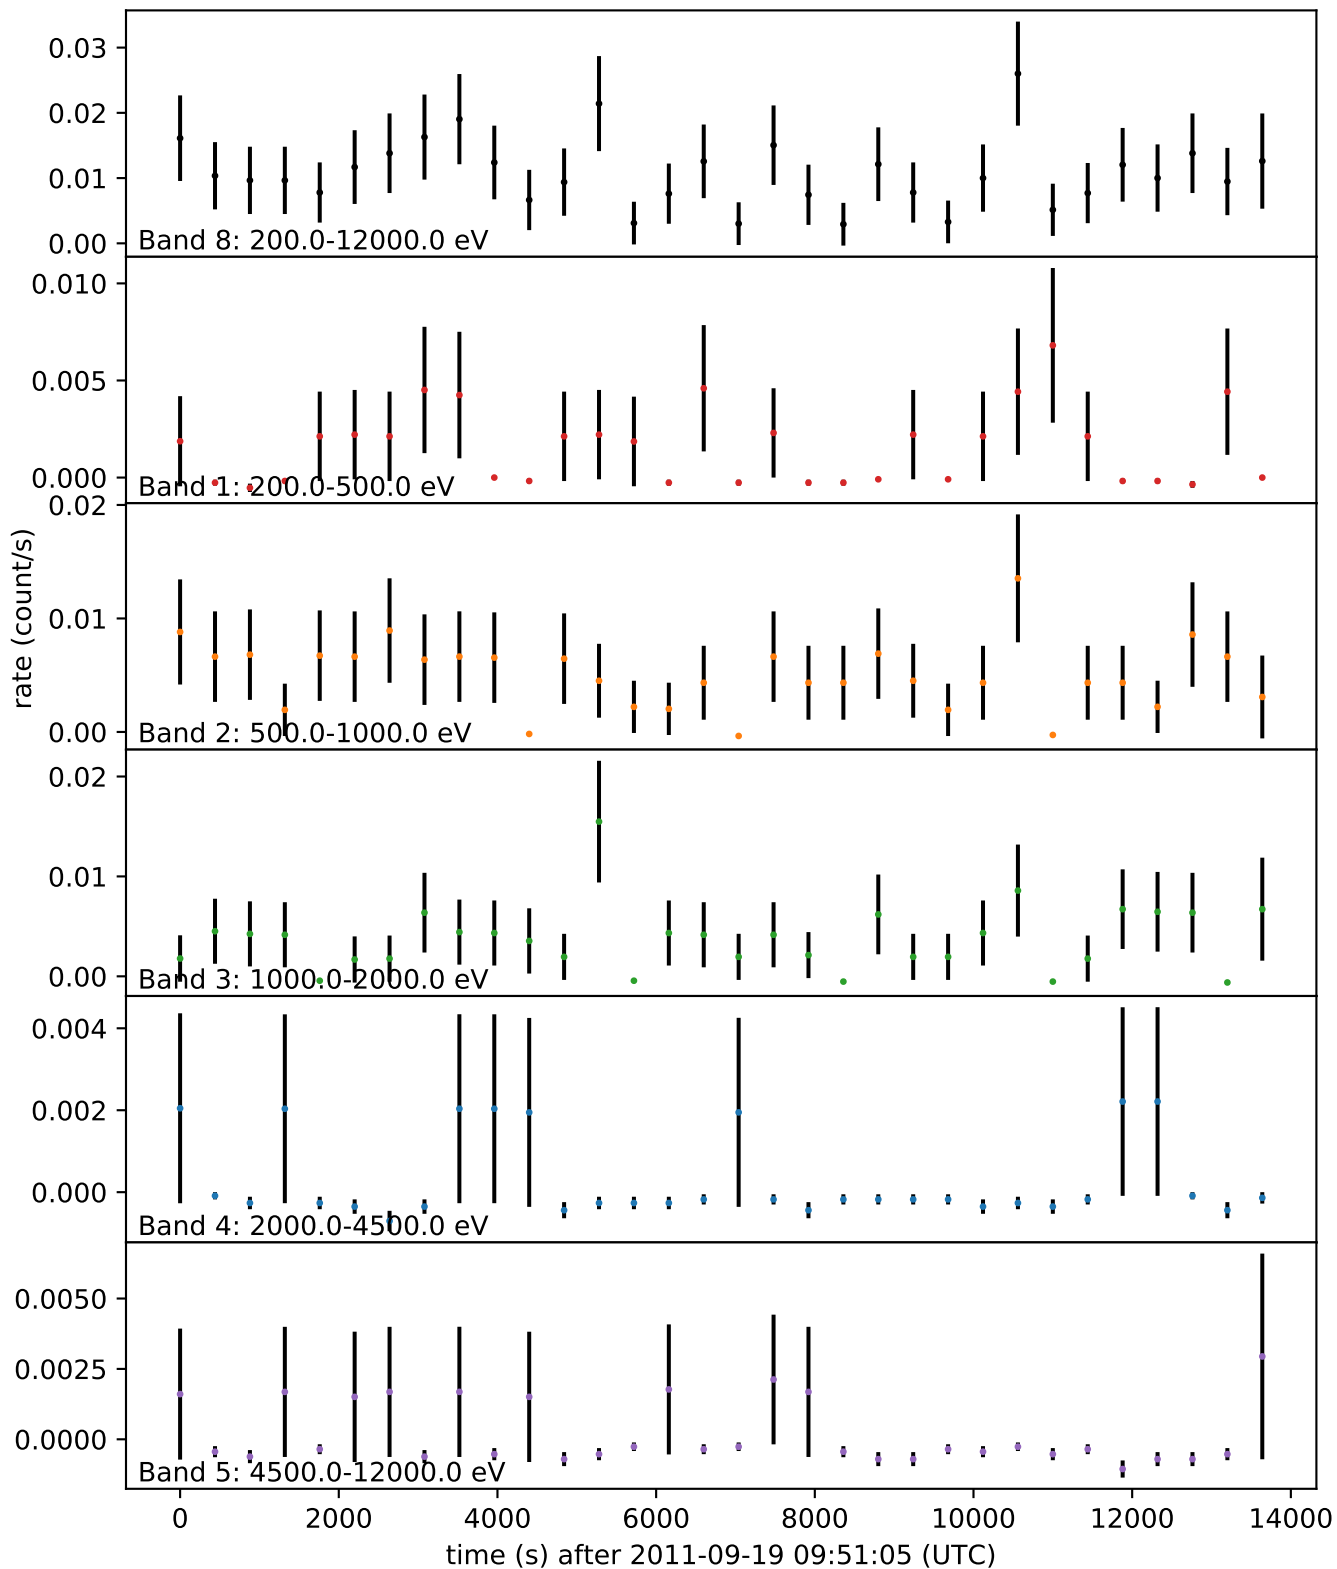 0.03
0.02
0.01
0.00
Band 8: 200.0-12000.0 eV
0.010
0.005
0.000
Band 1: 200.0-500.0 eV
0.02
0.01
0.00
Band 2: 500.0-1000.0 eV
rate (count/s)
0.02
0.01
0.00
Band 3: 1000.0-2000.0 eV
0.004
0.002
0.000
Band 4: 2000.0-4500.0 eV
0.0050
0.0025
0.0000
Band 5: 4500.0-12000.0 eV
0 2000 4000 6000 8000 10000 12000 14000
time (s) after 2011-09-19 09:51:05 (UTC)